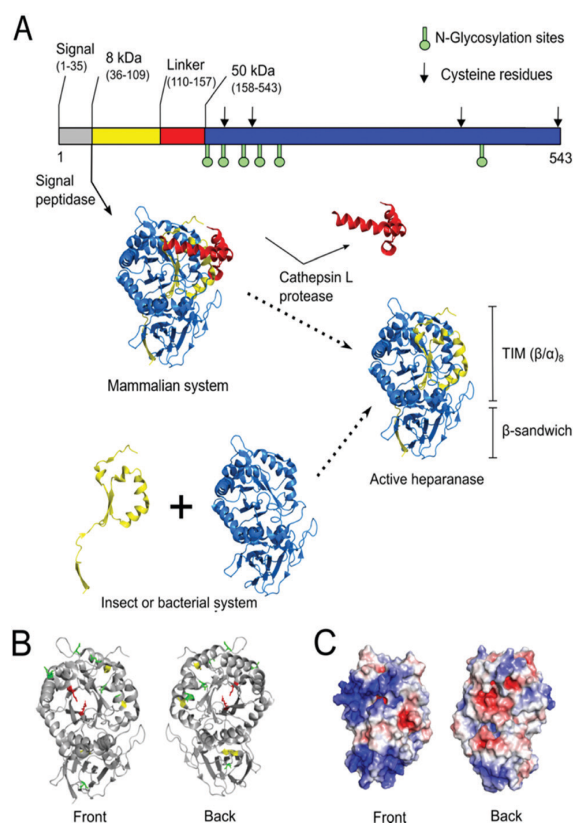 A
N-Glycosylation sites
Cysteine residues
Signal
(1-35)
8 kDa
(36-109)
Linker
(110-157)
50 kDa
(158-543)
1
543
Signal
peptidase
Cathepsin L
protease
Mammalian system
TIM (β/α)8
β-sandwich
Active heparanase
+
Insect or bacterial system
B
C
Front
Back
Front
Back